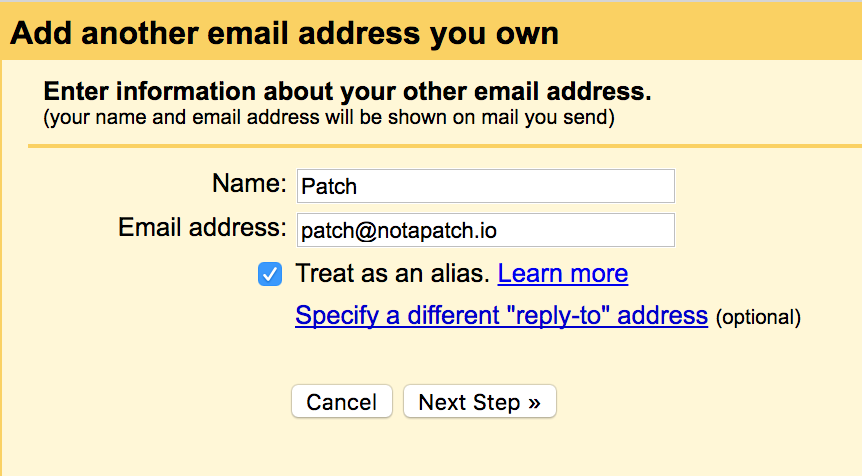 Add another email address you own
Enter information about your other email address.
(your name and email address will be shown on mail you send)
Name: Patch
Email address: patch@notapatch.io
Treat as an alias. Learn more
Specify a different "reply-to" address (optional)
Cancel Next Step »